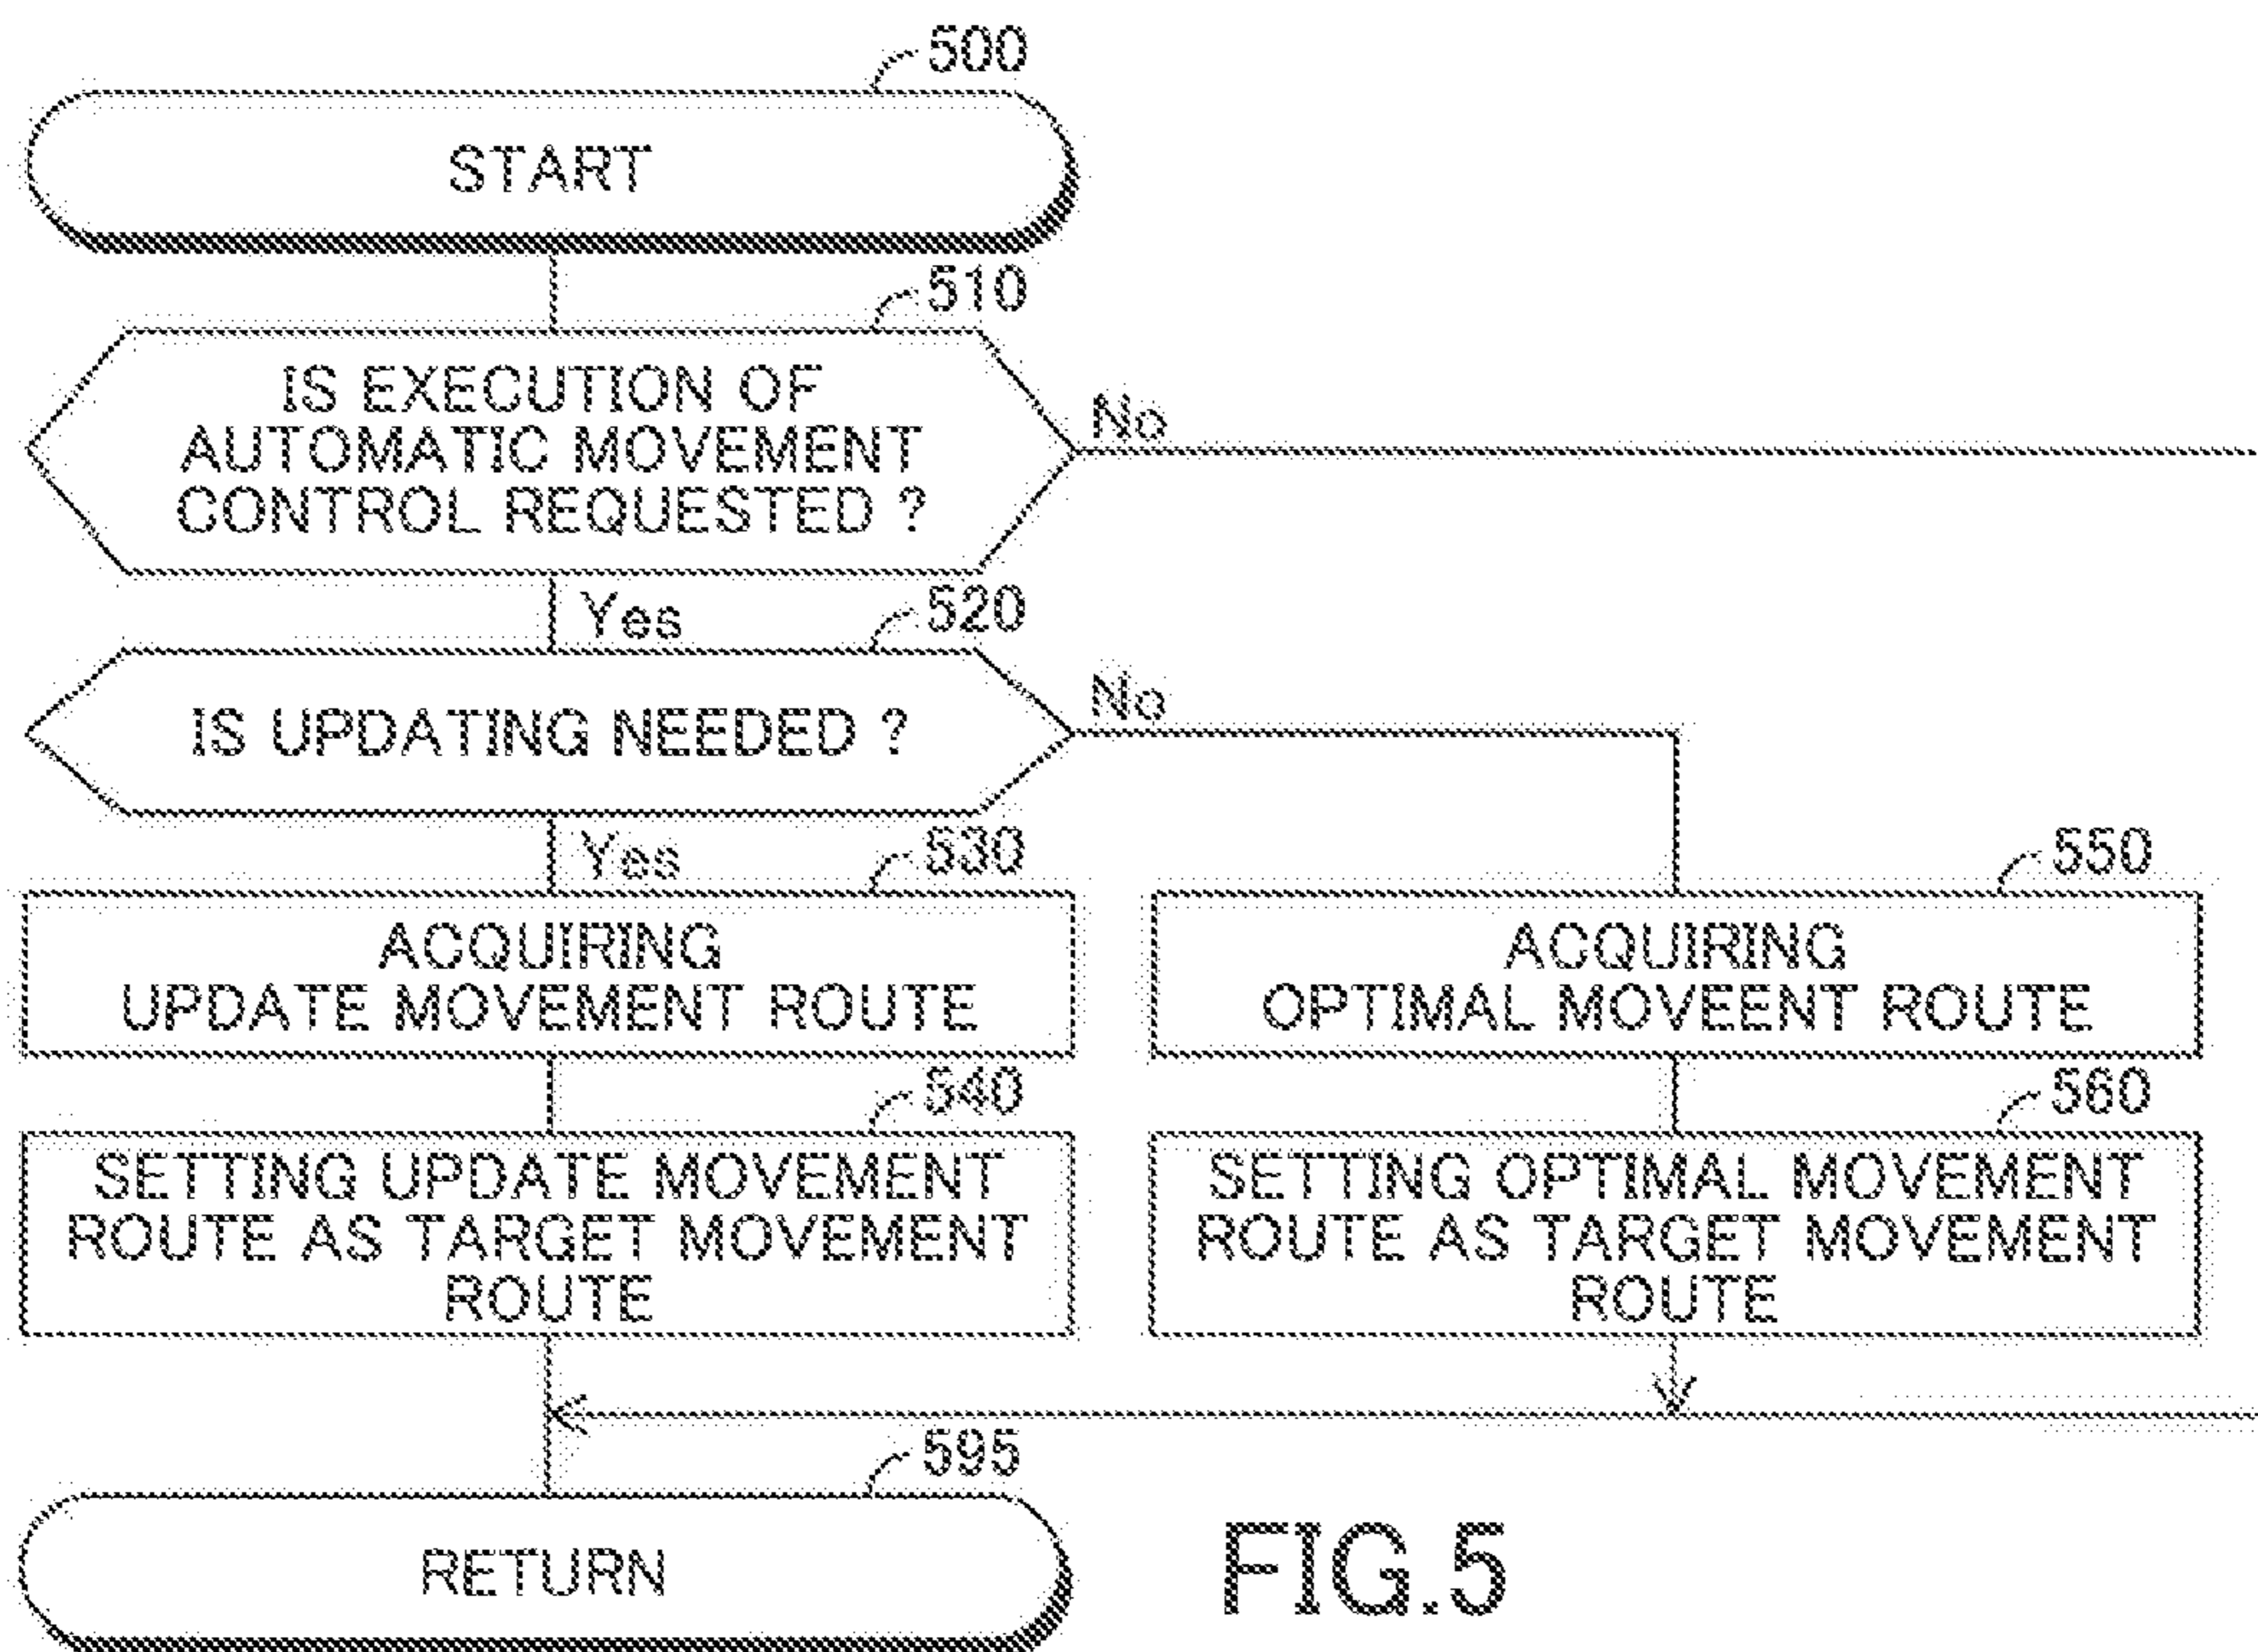 500
START
510
IS EXECUTION OF
AUTOMATIC MOVEMENT
CONTROL REQUESTED ?
No
Yes
520
IS UPDATING NEEDED ?
No
Yes
530
ACQUIRING
UPDATE MOVEMENT ROUTE
550
ACQUIRING
OPTIMAL MOVEENT ROUTE
540
SETTING UPDATE MOVEMENT
ROUTE AS TARGET MOVEMENT
ROUTE
560
SETTING OPTIMAL MOVEMENT
ROUTE AS TARGET MOVEMENT
ROUTE
595
RETURN
FIG.5